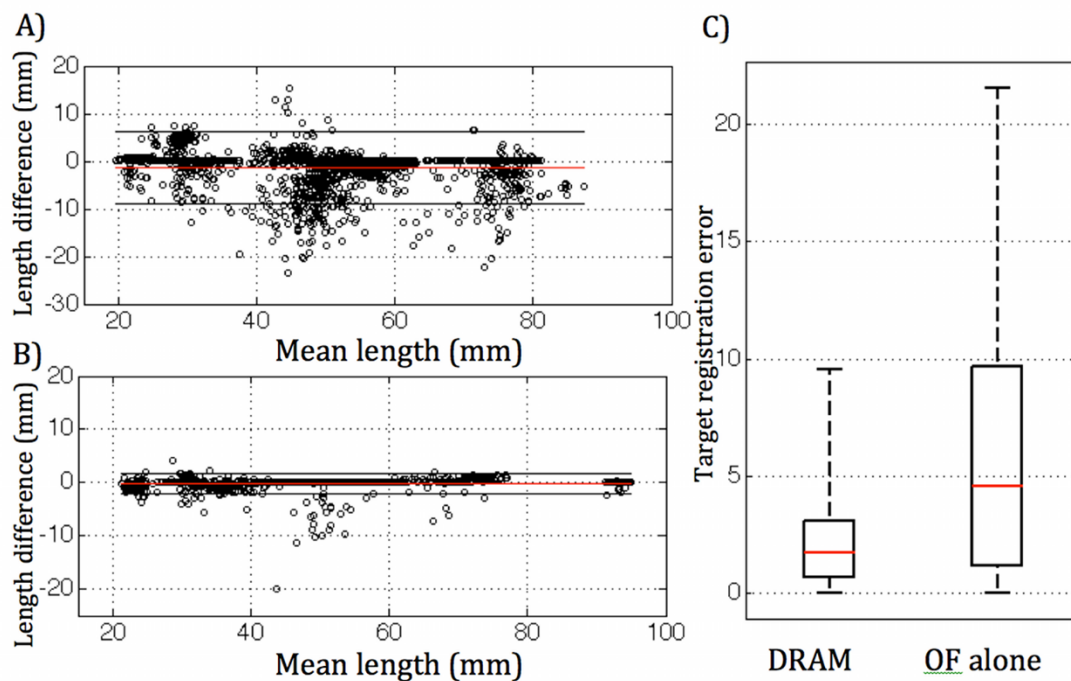 A)
Length difference (mm)
20
10
0
-10
-20
-30
20
40
60
80
100
Mean length (mm)
B)
Length difference (mm)
20
10
0
-10
-20
20
40
60
80
100
Mean length (mm)
C)
Target registration error
20
15
10
5
0
DRAM
OF alone